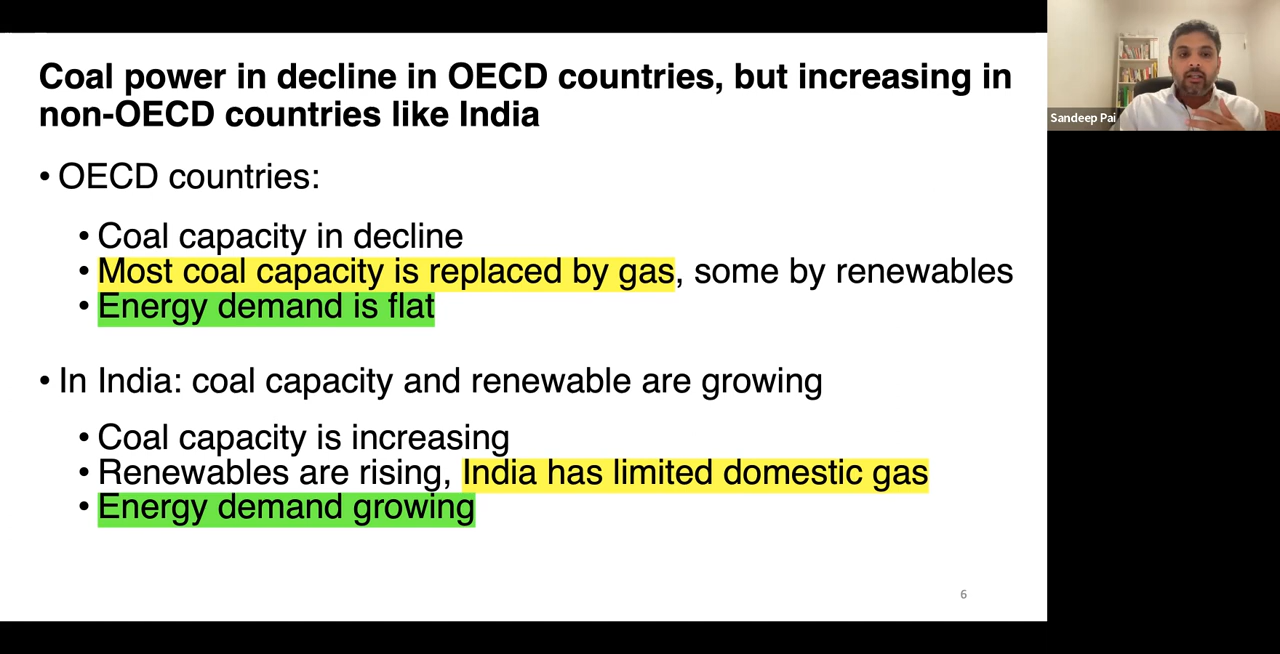 Coal power in decline in OECD countries, but increasing in
non-OECD countries like India
• OECD countries:
• Coal capacity in decline
• Most coal capacity is replaced by gas, some by renewables
• Energy demand is flat
• In India: coal capacity and renewable are growing
• Coal capacity is increasing
• Renewables are rising, India has limited domestic gas
• Energy demand growing
6
Sandeep Pai